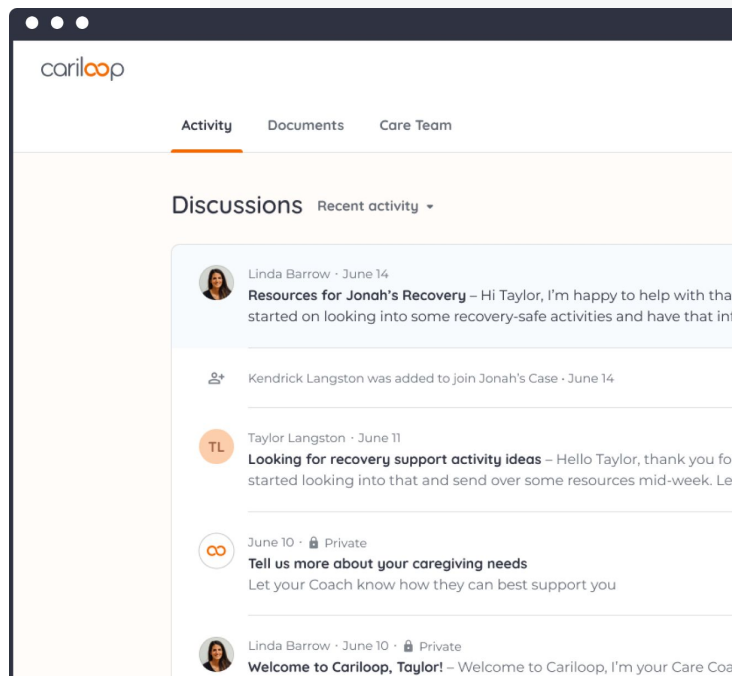 cariloop
Activity Documents Care Team
Discussions Recent activity
Linda Barrow · June 14
Resources for Jonah's Recovery – Hi Taylor, I'm happy to help with tha
started on looking into some recovery-safe activities and have that inf
Kendrick Langston was added to join Jonah's Case · June 14
TL
Taylor Langston · June 11
Looking for recovery support activity ideas – Hello Taylor, thank you fo
started looking into that and send over some resources mid-week. Le
June 10 · Private
Tell us more about your caregiving needs
Let your Coach know how they can best support you
Linda Barrow · June 10 · Private
Welcome to Cariloop, Taylor! – Welcome to Cariloop, I'm your Care Coa